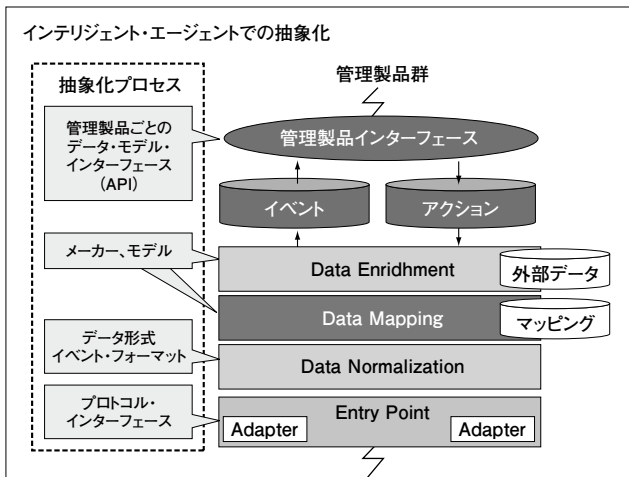 インテリジェント・エージェントでの抽象化
抽象化プロセス
管理製品ごとの
データ・モデル・
インターフェース
(API)
メーカー、モデル
データ形式
イベント・フォーマット
プロトコル・
インターフェース
管理製品群
管理製品インターフェース
イベント
アクション
Data Enridhment
外部データ
Data Mapping
マッピング
Data Normalization
Entry Point
Adapter
Adapter